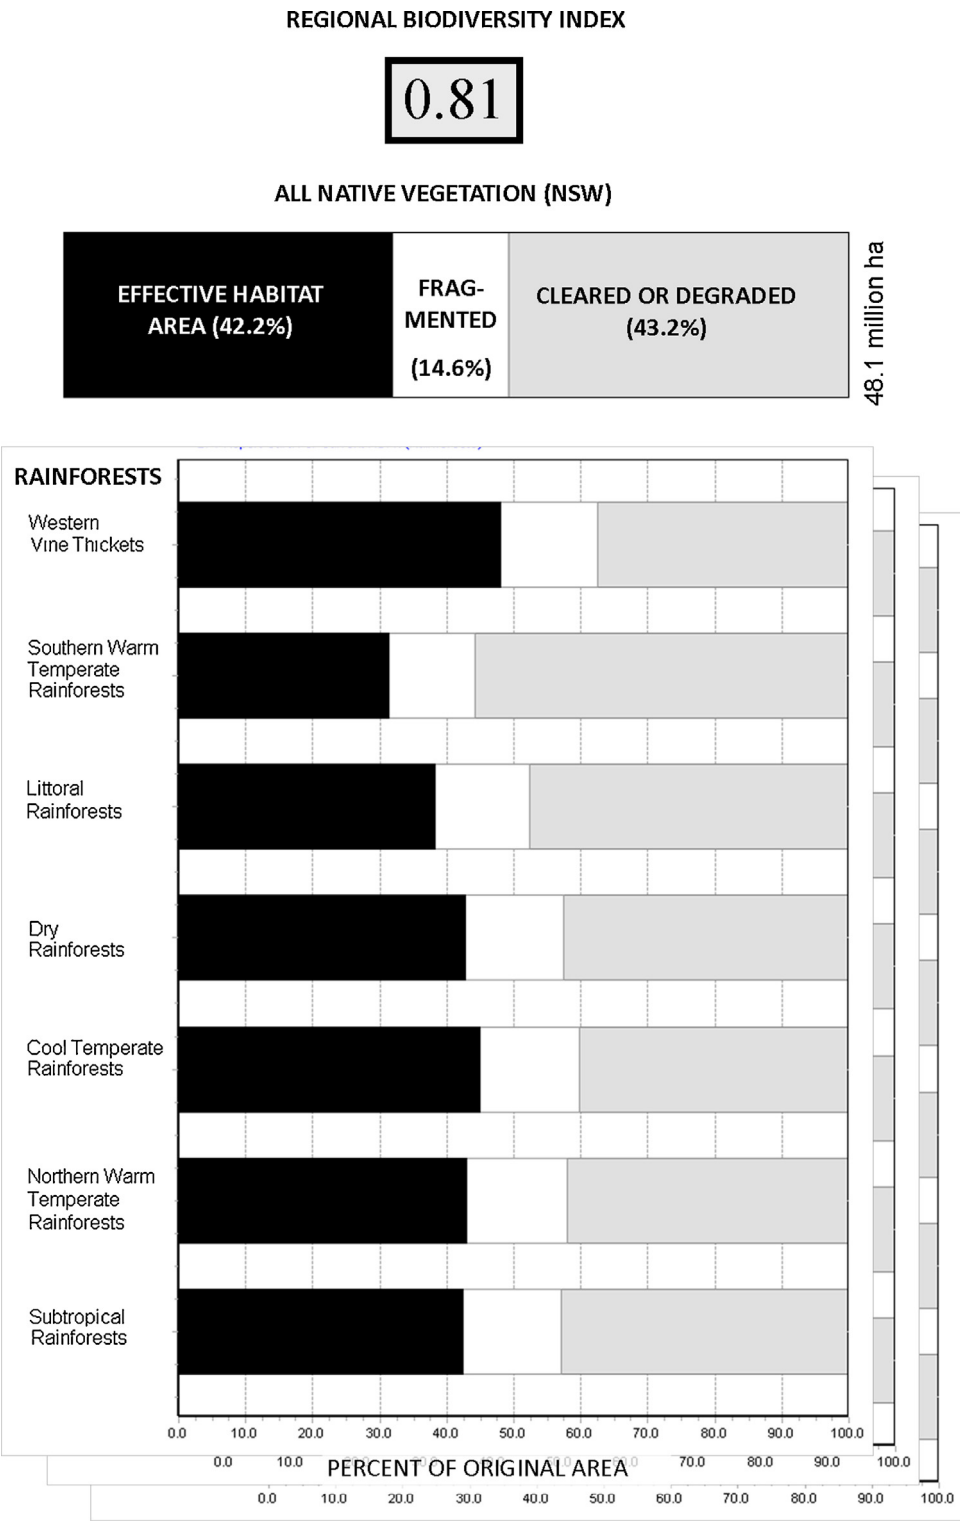 REGIONAL BIODIVERSITY INDEX
0.81
ALL NATIVE VEGETATION (NSW)
EFFECTIVE HABITAT
AREA (42.2%)
FRAG-
MENTED
(14.6%)
CLEARED OR DEGRADED
(43.2%)
48.1 million ha
RAINFORESTS
Western
Vine Thickets
Southern Warm
Temperate
Rainforests
Littoral
Rainforests
Dry
Rainforests
Cool Temperate
Rainforests
Northern Warm
Temperate
Rainforests
Subtropical
Rainforests
0.0 10.0 20.0 30.0 40.0 50.0 60.0 70.0 80.0 90.0 100.0
0.0 10.0 70.0 80.0 90.0 100.0
PERCENT OF ORIGINAL AREA
0.0 10.0 20.0 30.0 40.0 50.0 60.0 70.0 80.0 90.0 100.0